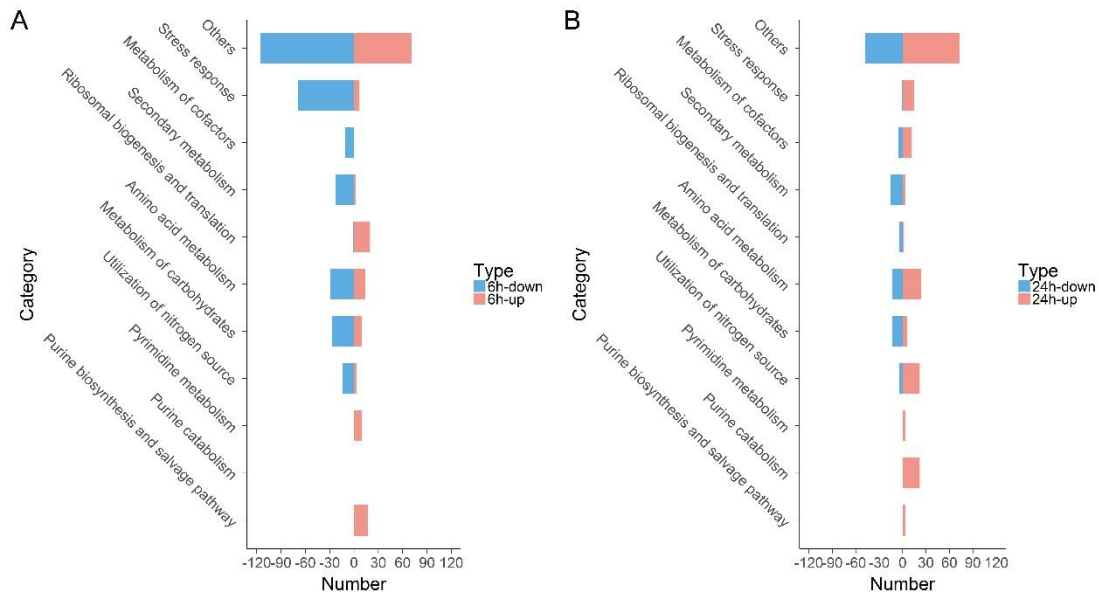 A
Others
Stress response
Metabolism of cofactors
Secondary metabolism
Ribosomal biogenesis and translation
Amino acid metabolism
Metabolism of carbohydrates
Utilization of nitrogen source
Pyrimidine metabolism
Purine catabolism
Purine biosynthesis and salvage pathway
Category
-120 -90 -60 -30 0 30 60 90 120
Number
Type
6h-down
6h-up
B
Others
Stress response
Metabolism of cofactors
Secondary metabolism
Ribosomal biogenesis and translation
Amino acid metabolism
Metabolism of carbohydrates
Utilization of nitrogen source
Pyrimidine metabolism
Purine catabolism
Purine biosynthesis and salvage pathway
Category
-120 -90 -60 -30 0 30 60 90 120
Number
Type
24h-down
24h-up